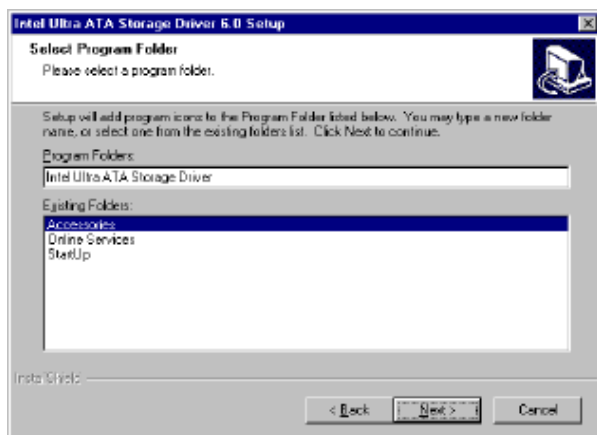 Intel Ultra ATA Storage Driver 6.0 Setup
Select Program Folder
Please select a program folder.
Setup will add program icons to the Program Folder listed below. You may type a new folder
name, or select one from the existing folders list. Click Next to continue.
Program Folders:
Intel Ultra ATA Storage Driver
Existing Folders:
Accessories
Online Services
StartUp
InstallShield
< Back
Next >
Cancel